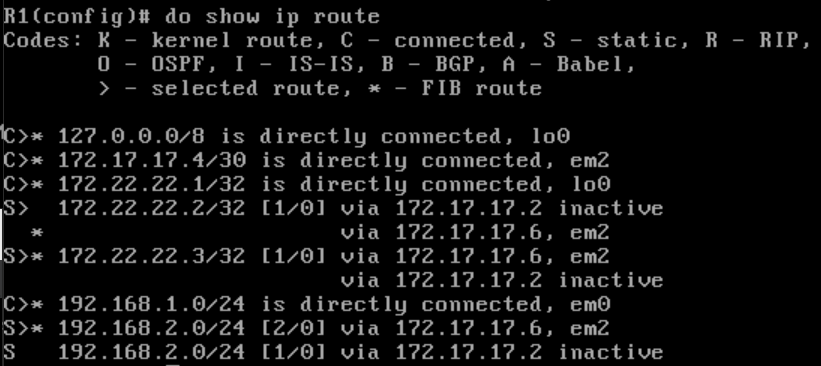 R1(config)# do show ip route
Codes: K - kernel route, C - connected, S - static, R - RIP,
       O - OSPF, I - IS-IS, B - BGP, A - Babel,
       > - selected route, * - FIB route

C>* 127.0.0.0/8 is directly connected, lo0
C>* 172.17.17.4/30 is directly connected, em2
C>* 172.22.22.1/32 is directly connected, lo0
S>  172.22.22.2/32 [1/0] via 172.17.17.2 inactive
  *                      via 172.17.17.6, em2
S>* 172.22.22.3/32 [1/0] via 172.17.17.6, em2
                         via 172.17.17.2 inactive
C>* 192.168.1.0/24 is directly connected, em0
S>* 192.168.2.0/24 [2/0] via 172.17.17.6, em2
S   192.168.2.0/24 [1/0] via 172.17.17.2 inactive